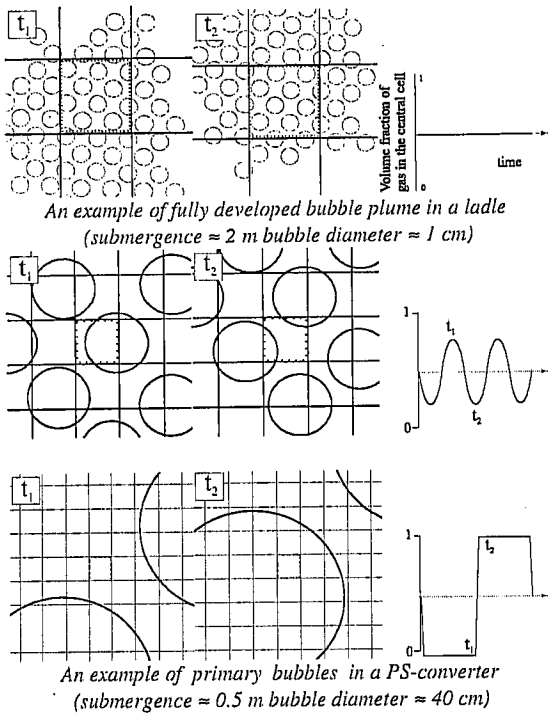 t₁
t₂
Volume fraction of
gas in the central cell
1
0
time
An example of fully developed bubble plume in a ladle
(submergence ≈ 2 m bubble diameter ≈ 1 cm)
t₁
t₂
1
0
t₁
t₂
t₁
t₂
1
0
t₂
t₁
An example of primary bubbles in a PS-converter
(submergence ≈ 0.5 m bubble diameter ≈ 40 cm)